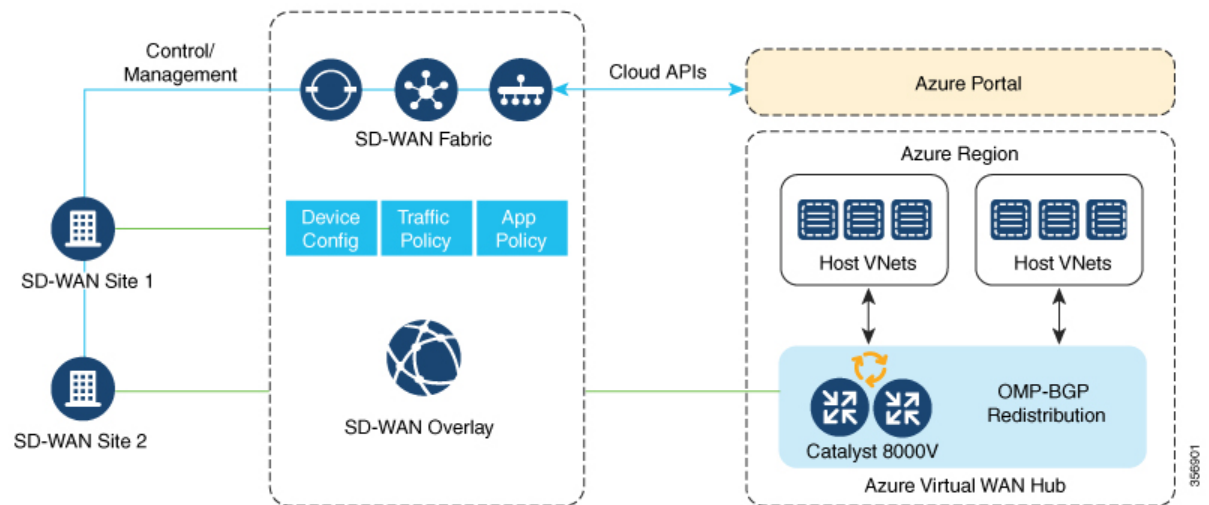 Control/
Management
SD-WAN Fabric
Cloud APIs
Azure Portal
Azure Region
Device
Config
Traffic
Policy
App
Policy
Host VNets
Host VNets
SD-WAN Site 1
SD-WAN Site 2
SD-WAN Overlay
Catalyst 8000V
OMP-BGP
Redistribution
Azure Virtual WAN Hub
356901